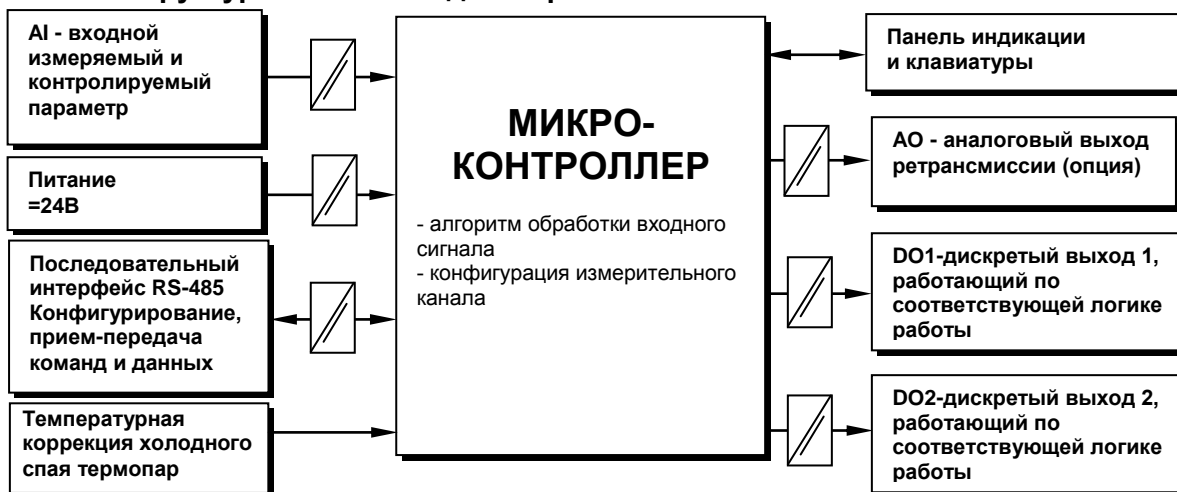 AI - входной
измеряемый и
контролируемый
параметр
Питание
=24В
Последовательный
интерфейс RS-485
Конфигурирование,
прием-передача
команд и данных
Температурная
коррекция холодного
спая термопар
МИКРО-
КОНТРОЛЛЕР
- алгоритм обработки входного
сигнала
- конфигурация измерительного
канала
Панель индикации
и клавиатуры
АО - аналоговый выход
ретрансмиссии (опция)
DO1-дискретый выход 1,
работающий по
соответствующей логике
работы
DO2-дискретый выход 2,
работающий по
соответствующей логике
работы